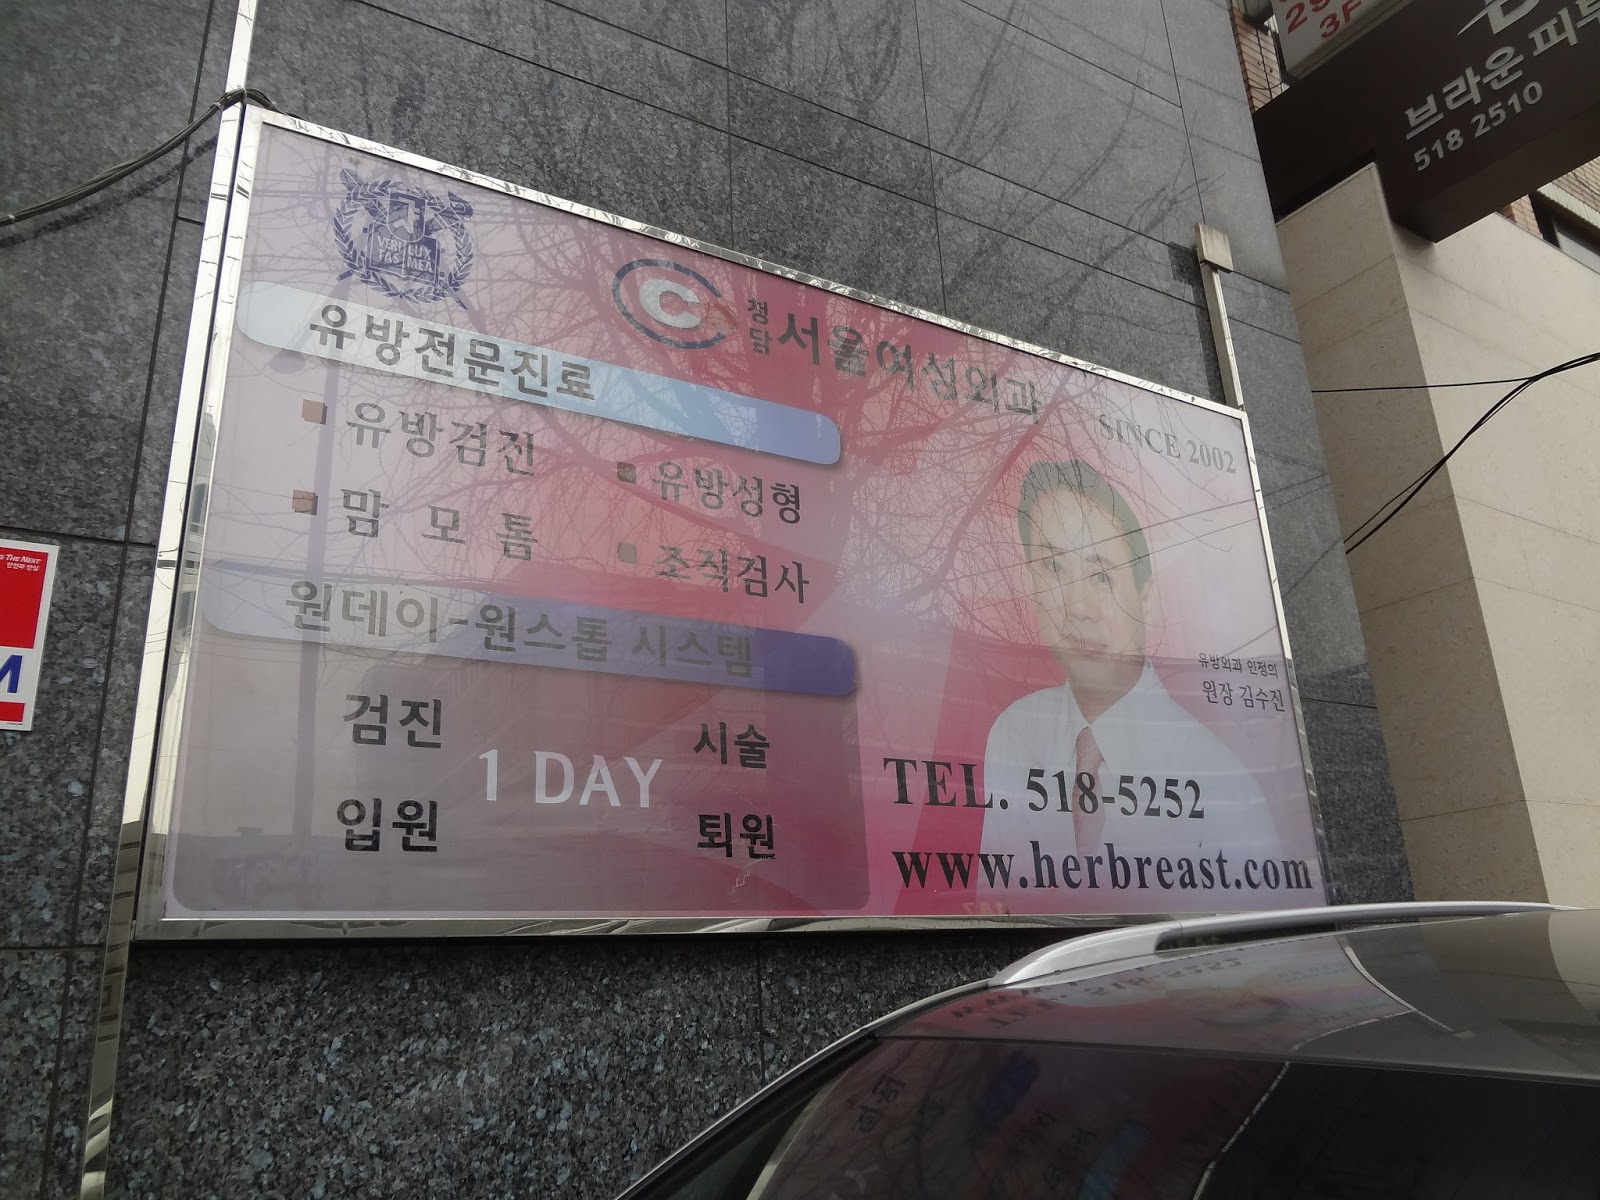 VERI LUX
TAS MEA
C
청담 서울여성외과
SINCE 2002
유방전문진료
유방검진
유방성형
맘모톰
조직검사
원데이-원스톱 시스템
검진
시술
1 DAY
입원
퇴원
유방외과 인정의
원장 김수진
TEL. 518-5252
www.herbreast.com
3F
브라운피부
518 2510